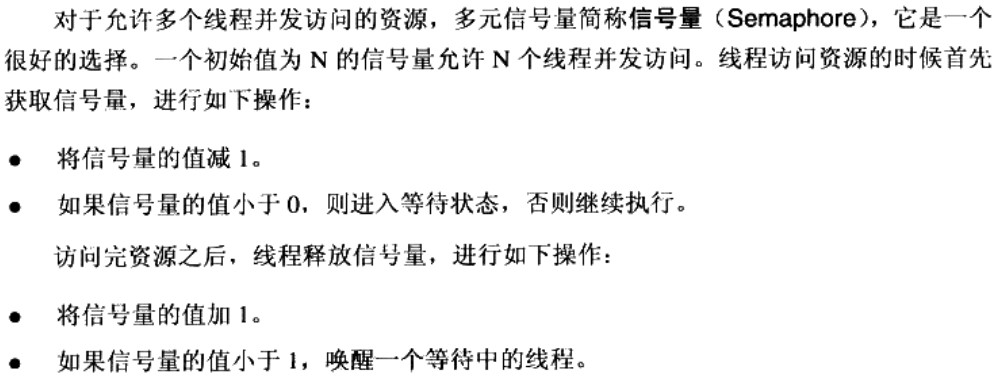 对于允许多个线程并发访问的资源，多元信号量简称信号量（Semaphore），它是一个
很好的选择。一个初始值为 N 的信号量允许 N 个线程并发访问。线程访问资源的时候首先
获取信号量，进行如下操作：
● 将信号量的值减 1。
● 如果信号量的值小于 0，则进入等待状态，否则继续执行。
访问完资源之后，线程释放信号量，进行如下操作：
● 将信号量的值加 1。
● 如果信号量的值小于 1，唤醒一个等待中的线程。